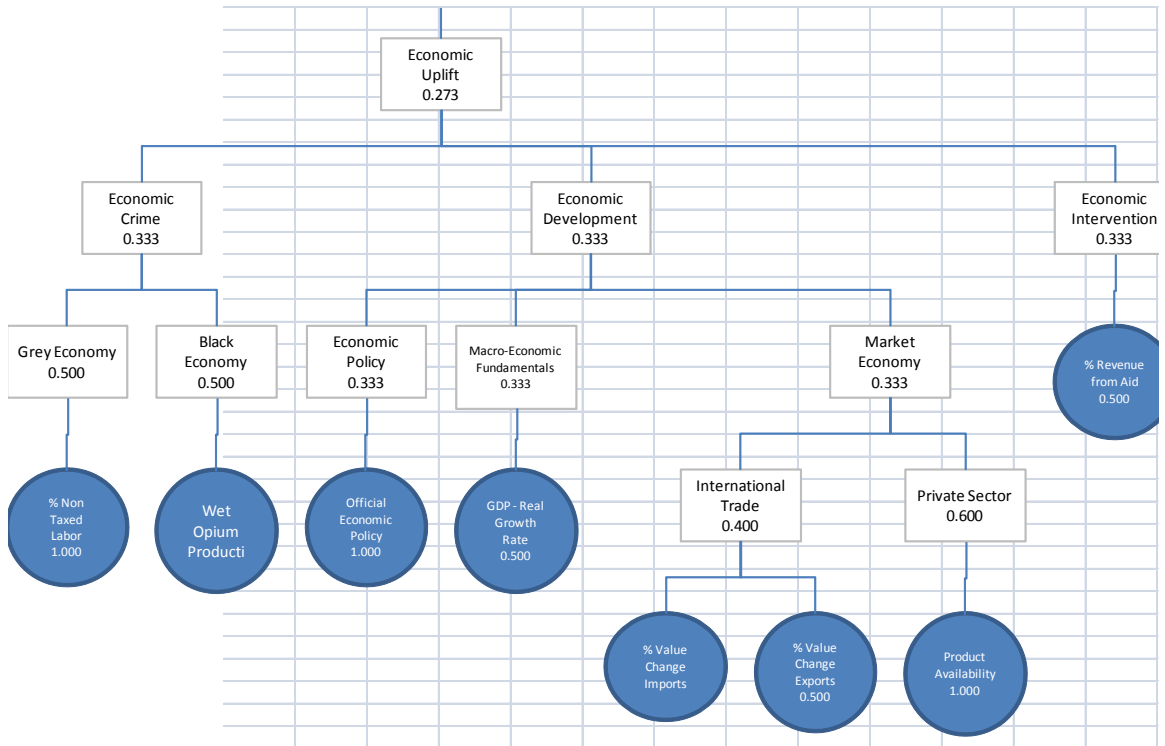 Economic
Uplift
0.273
Economic
Crime
0.333
Economic
Development
0.333
Economic
Intervention
0.333
Grey Economy
0.500
Black
Economy
0.500
Economic
Policy
0.333
Macro-Economic
Fundamentals
0.333
Market
Economy
0.333
% Revenue
from Aid
0.500
% Non
Taxed
Labor
1.000
Wet
Opium
Producti
Official
Economic
Policy
1.000
GDP - Real
Growth
Rate
0.500
International
Trade
0.400
Private Sector
0.600
% Value
Change
Imports
% Value
Change
Exports
0.500
Product
Availability
1.000